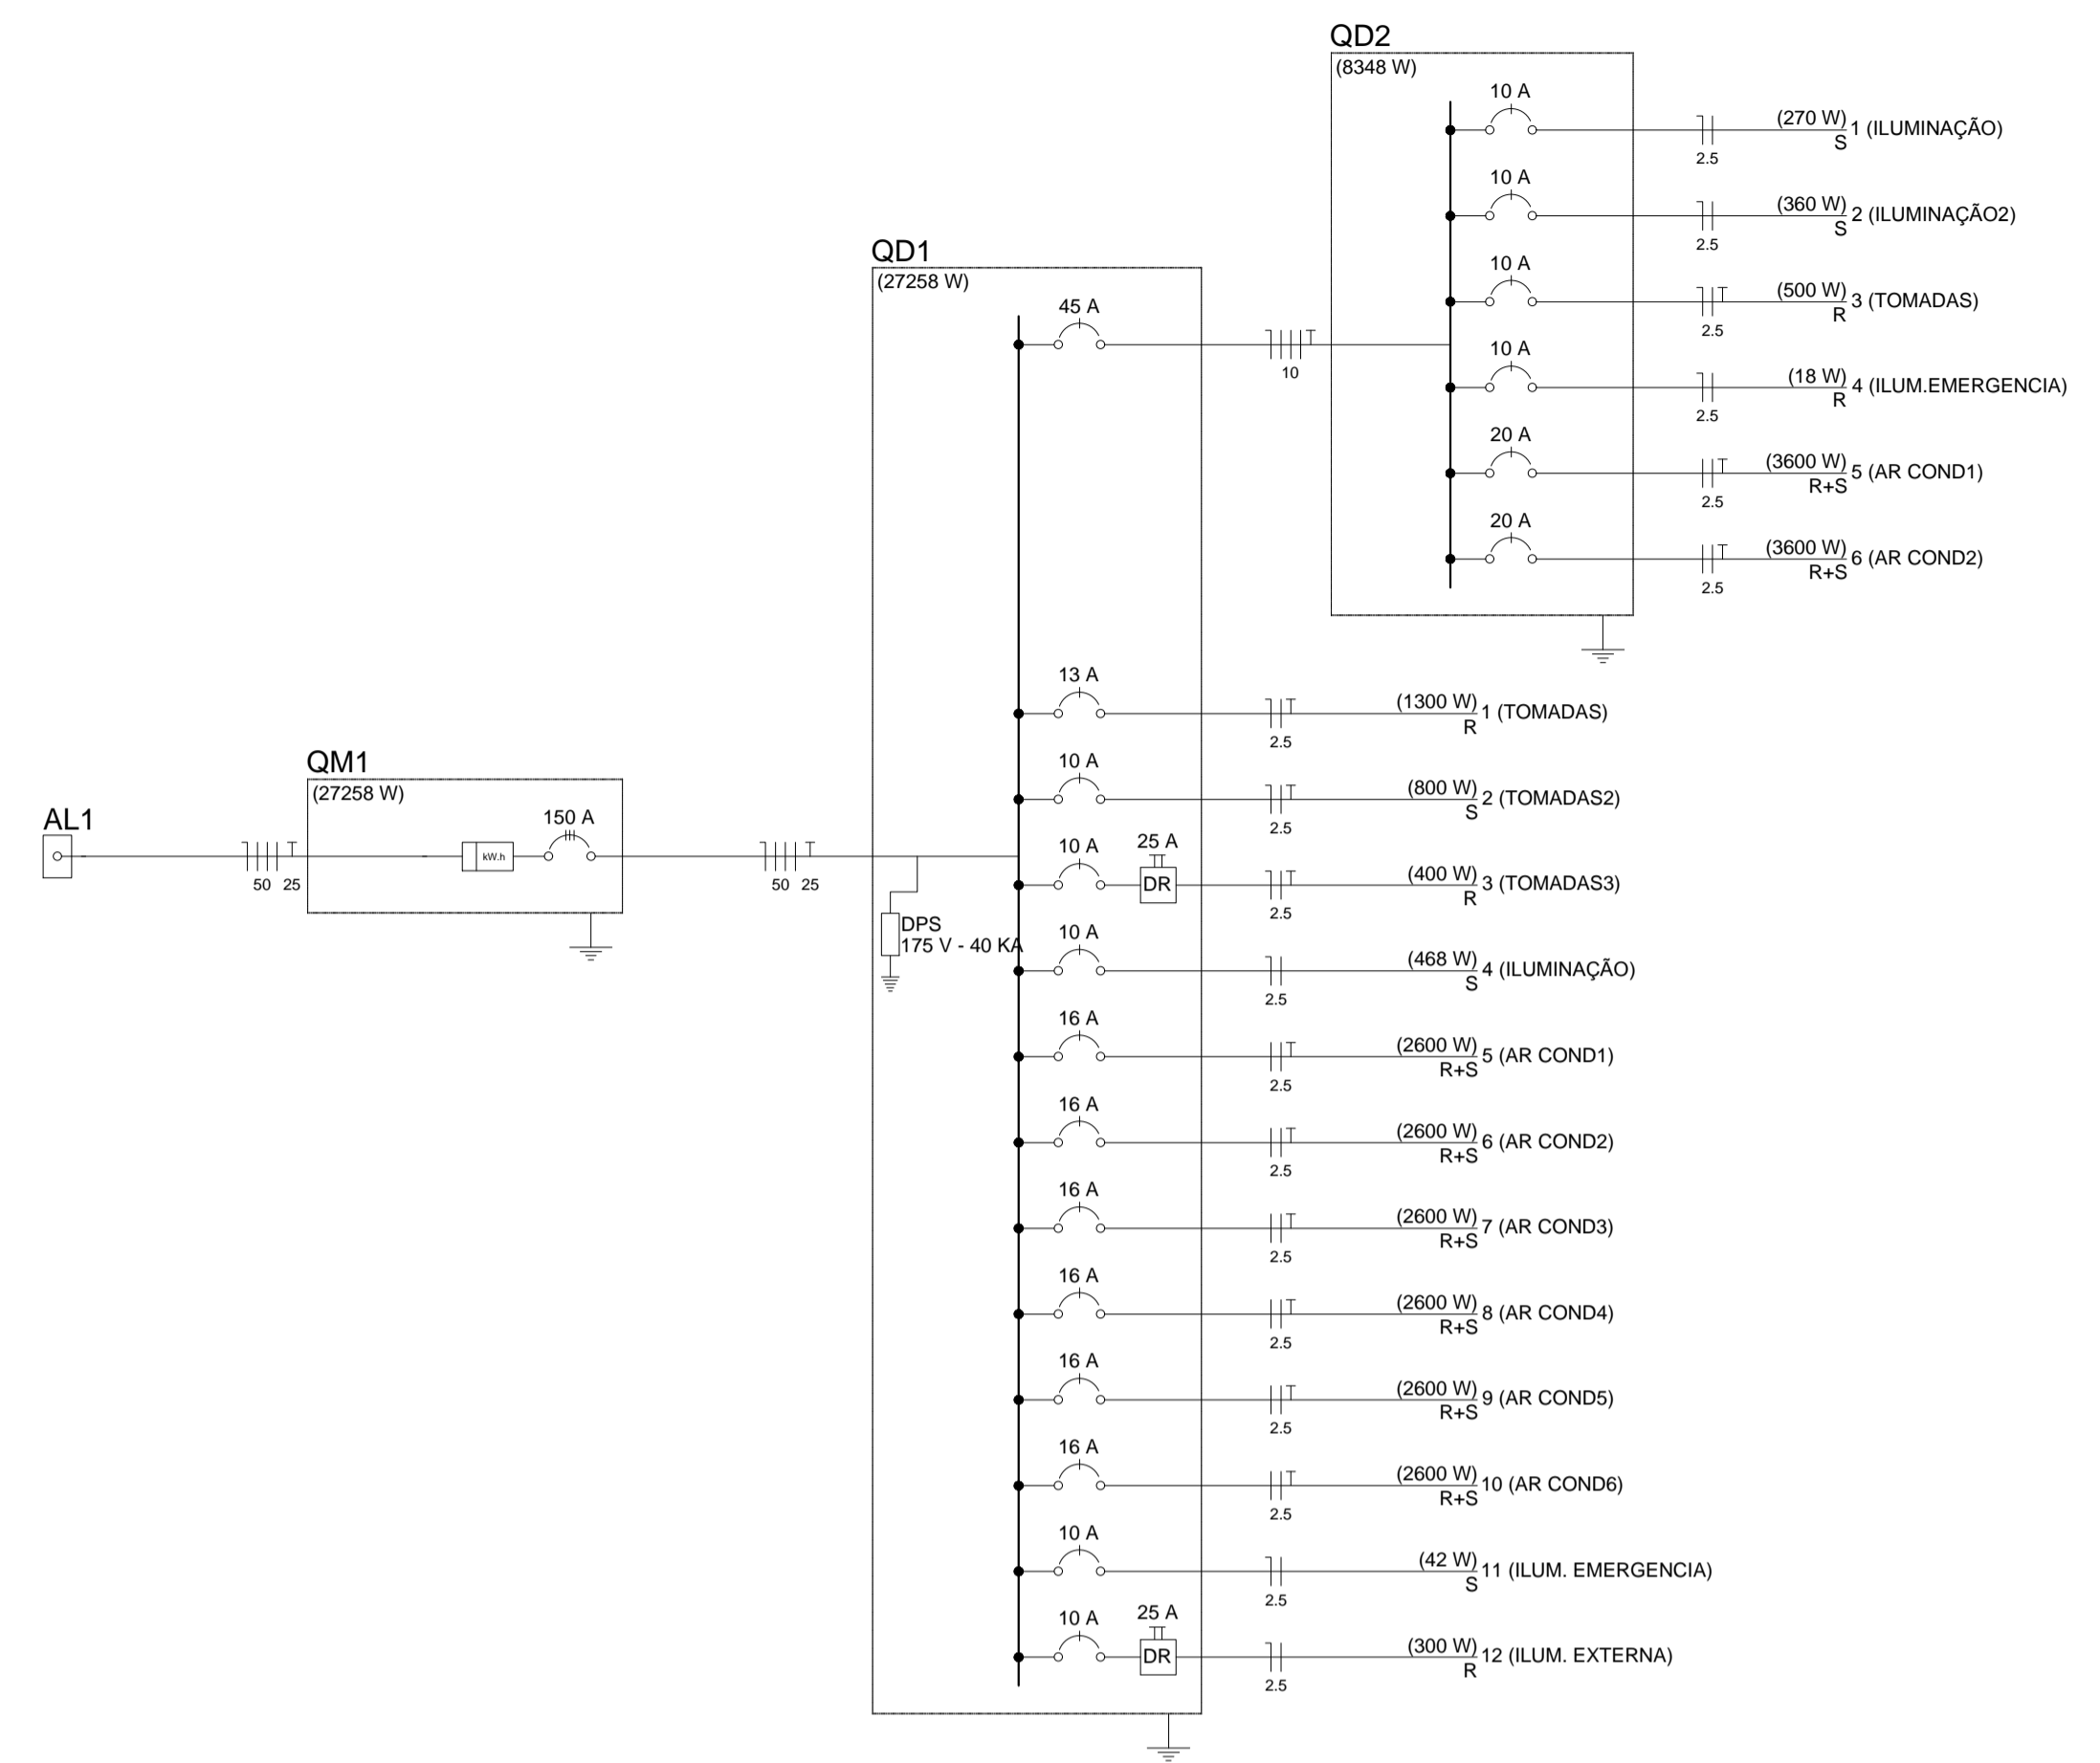 QD2
(8348 W)
10 A
(270 W)
1 (ILUMINAÇÃO)
S
2.5
10 A
(360 W)
2 (ILUMINAÇÃO2)
S
2.5
10 A
(500 W)
3 (TOMADAS)
R
2.5
10 A
(18 W)
4 (ILUM.EMERGENCIA)
R
2.5
20 A
(3600 W)
5 (AR COND1)
R+S
2.5
20 A
(3600 W)
6 (AR COND2)
R+S
2.5
QD1
(27258 W)
45 A
10
13 A
(1300 W)
1 (TOMADAS)
R
2.5
10 A
(800 W)
2 (TOMADAS2)
S
2.5
10 A
25 A
DR
(400 W)
3 (TOMADAS3)
R
2.5
10 A
(468 W)
4 (ILUMINAÇÃO)
S
2.5
16 A
(2600 W)
5 (AR COND1)
R+S
2.5
16 A
(2600 W)
6 (AR COND2)
R+S
2.5
16 A
(2600 W)
7 (AR COND3)
R+S
2.5
16 A
(2600 W)
8 (AR COND4)
R+S
2.5
16 A
(2600 W)
9 (AR COND5)
R+S
2.5
16 A
(2600 W)
10 (AR COND6)
R+S
2.5
10 A
(42 W)
11 (ILUM. EMERGENCIA)
S
2.5
10 A
25 A
DR
(300 W)
12 (ILUM. EXTERNA)
R
2.5
DPS
175 V - 40 KA
QM1
(27258 W)
150 A
kW.h
AL1
50 25
50 25